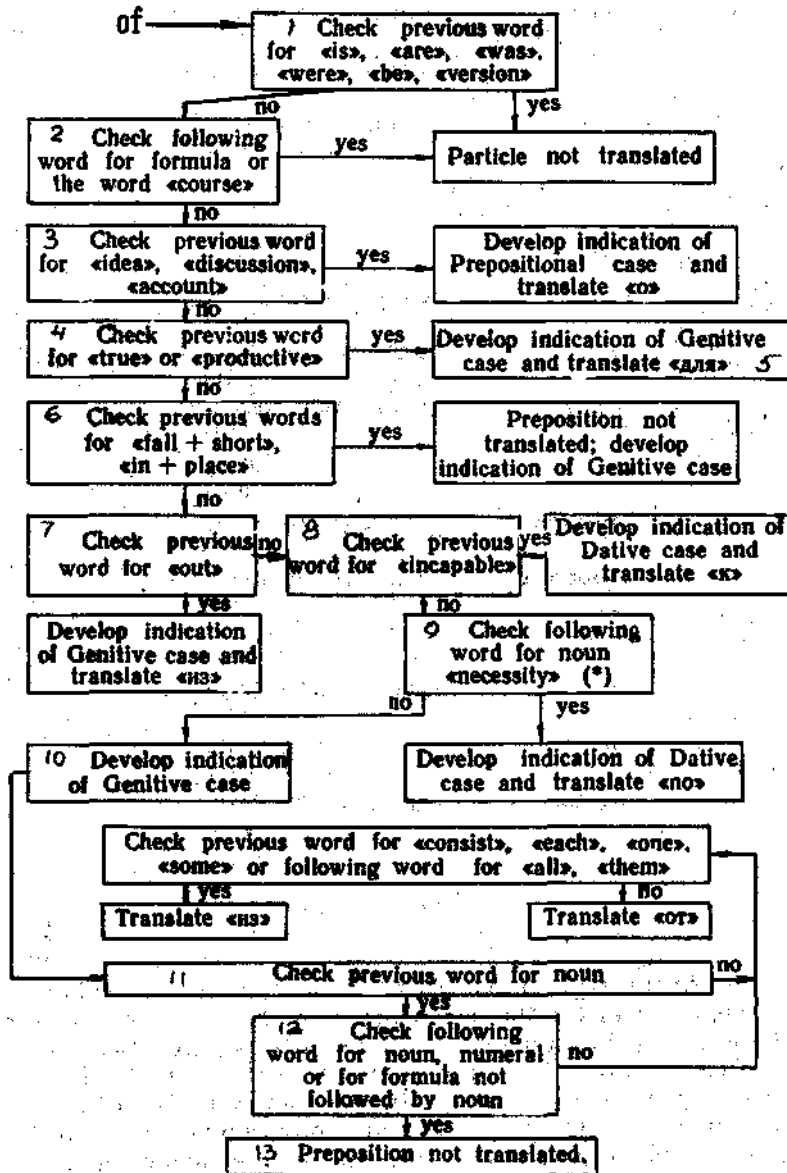 of
1 Check previous word
for «is», «are», «was»,
«were», «be», «version»
no
yes
2 Check following
word for formula or
the word «course»
yes
Particle not translated
no
3 Check previous word
for «idea», «discussion»,
«account»
yes
Develop indication of
Prepositional case and
translate «о»
no
4 Check previous word
for «true» or «productive»
yes
Develop indication of Genitive
case and translate «для» 5
no
6 Check previous words
for «fall + short»,
«in + place»
yes
Preposition not
translated; develop
indication of Genitive case
no
7 Check previous
word for «out»
no
8 Check previous
word for «incapable»
yes
Develop indication of
Dative case and
translate «к»
yes
no
Develop indication
of Genitive case and
translate «из»
9 Check following
word for noun
«necessity» (*)
no
yes
10 Develop indication
of Genitive case
Develop indication of Dative
case and translate «по»
Check previous word for «consist», «each», «one»,
«some» or following word for «all», «them»
yes
no
Translate «из»
Translate «от»
11 Check previous word for noun
no
yes
12 Check following
word for noun, numeral
or for formula not
followed by noun
no
yes
13 Preposition not translated.